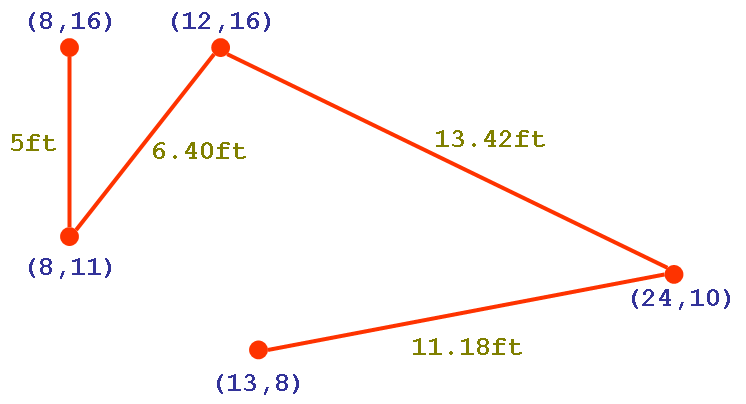 (8,16)
(12,16)
5ft
6.40ft
13.42ft
(8,11)
(24,10)
11.18ft
(13,8)